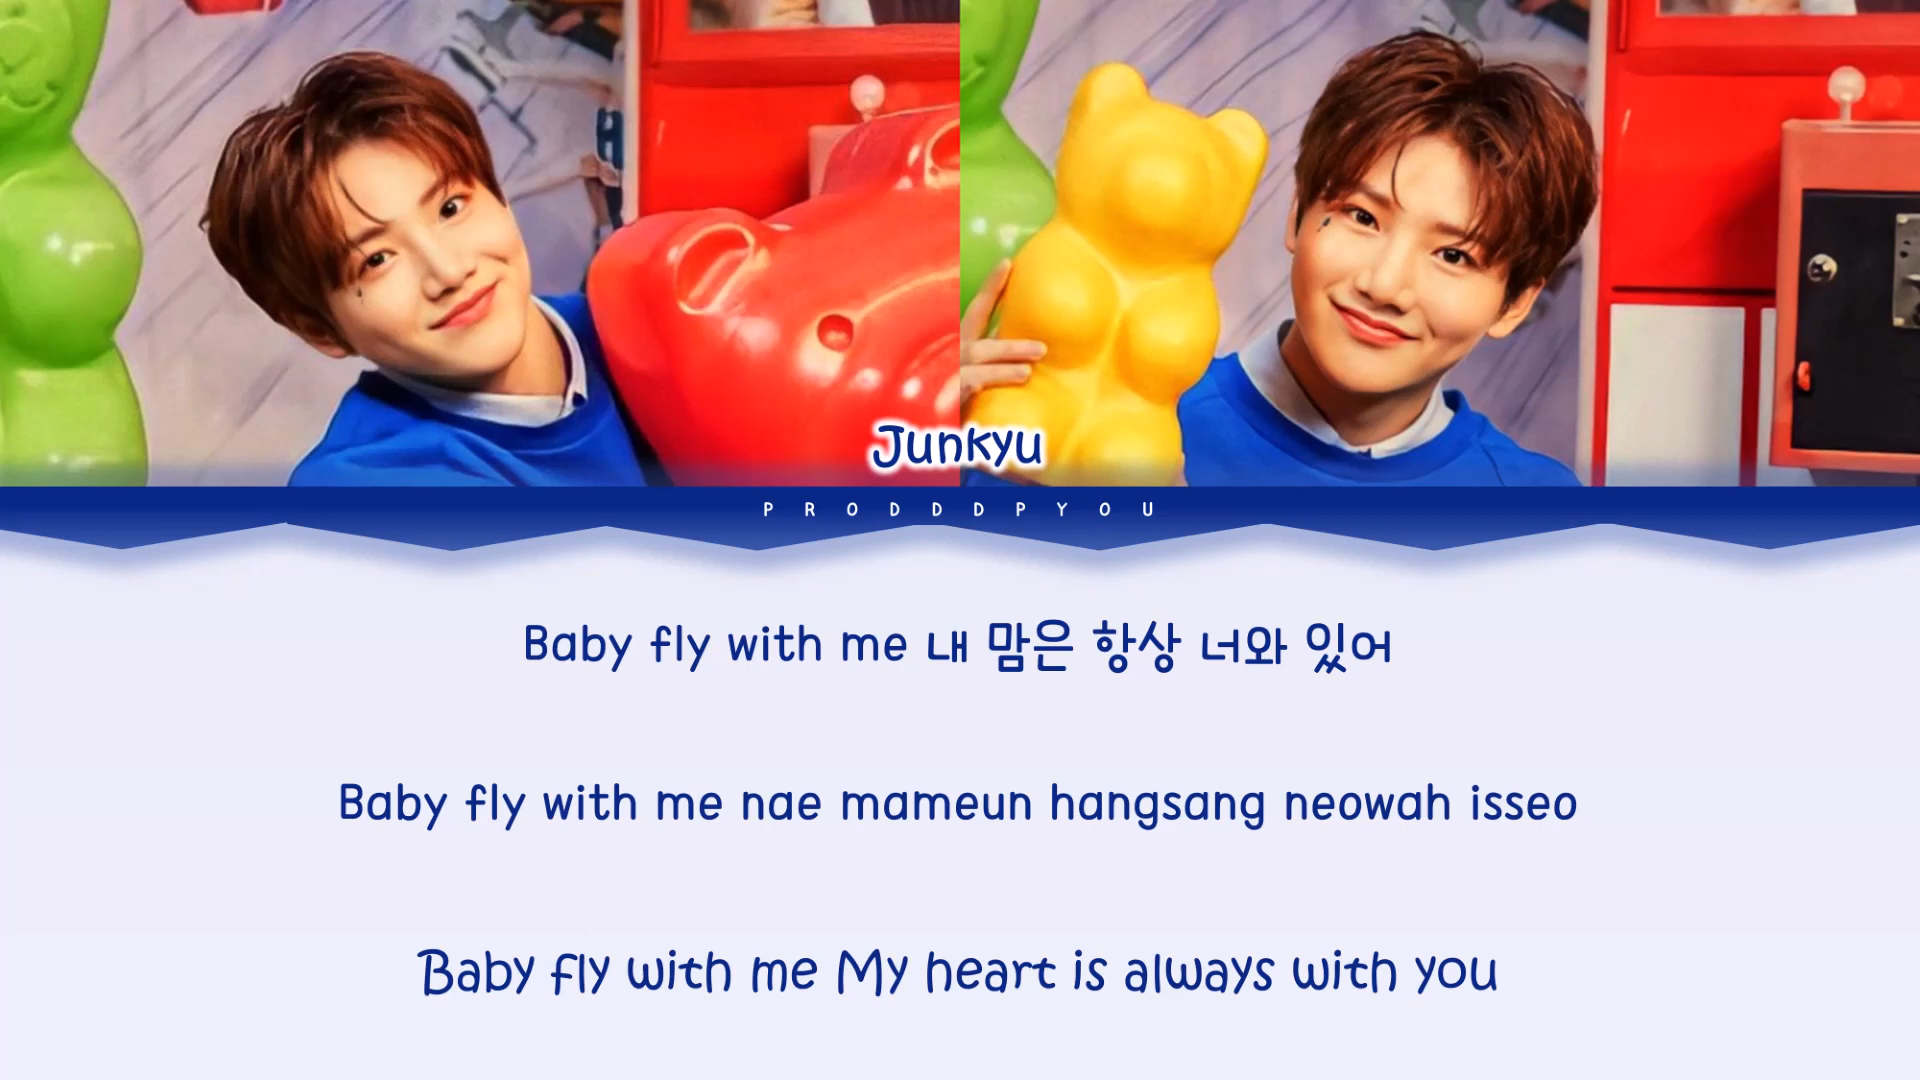 Junkyu
P R O D D D P Y O U
Baby fly with me 내 맘은 항상 너와 있어
Baby fly with me nae mameun hangsang neowah isseo
Baby fly with me My heart is always with you